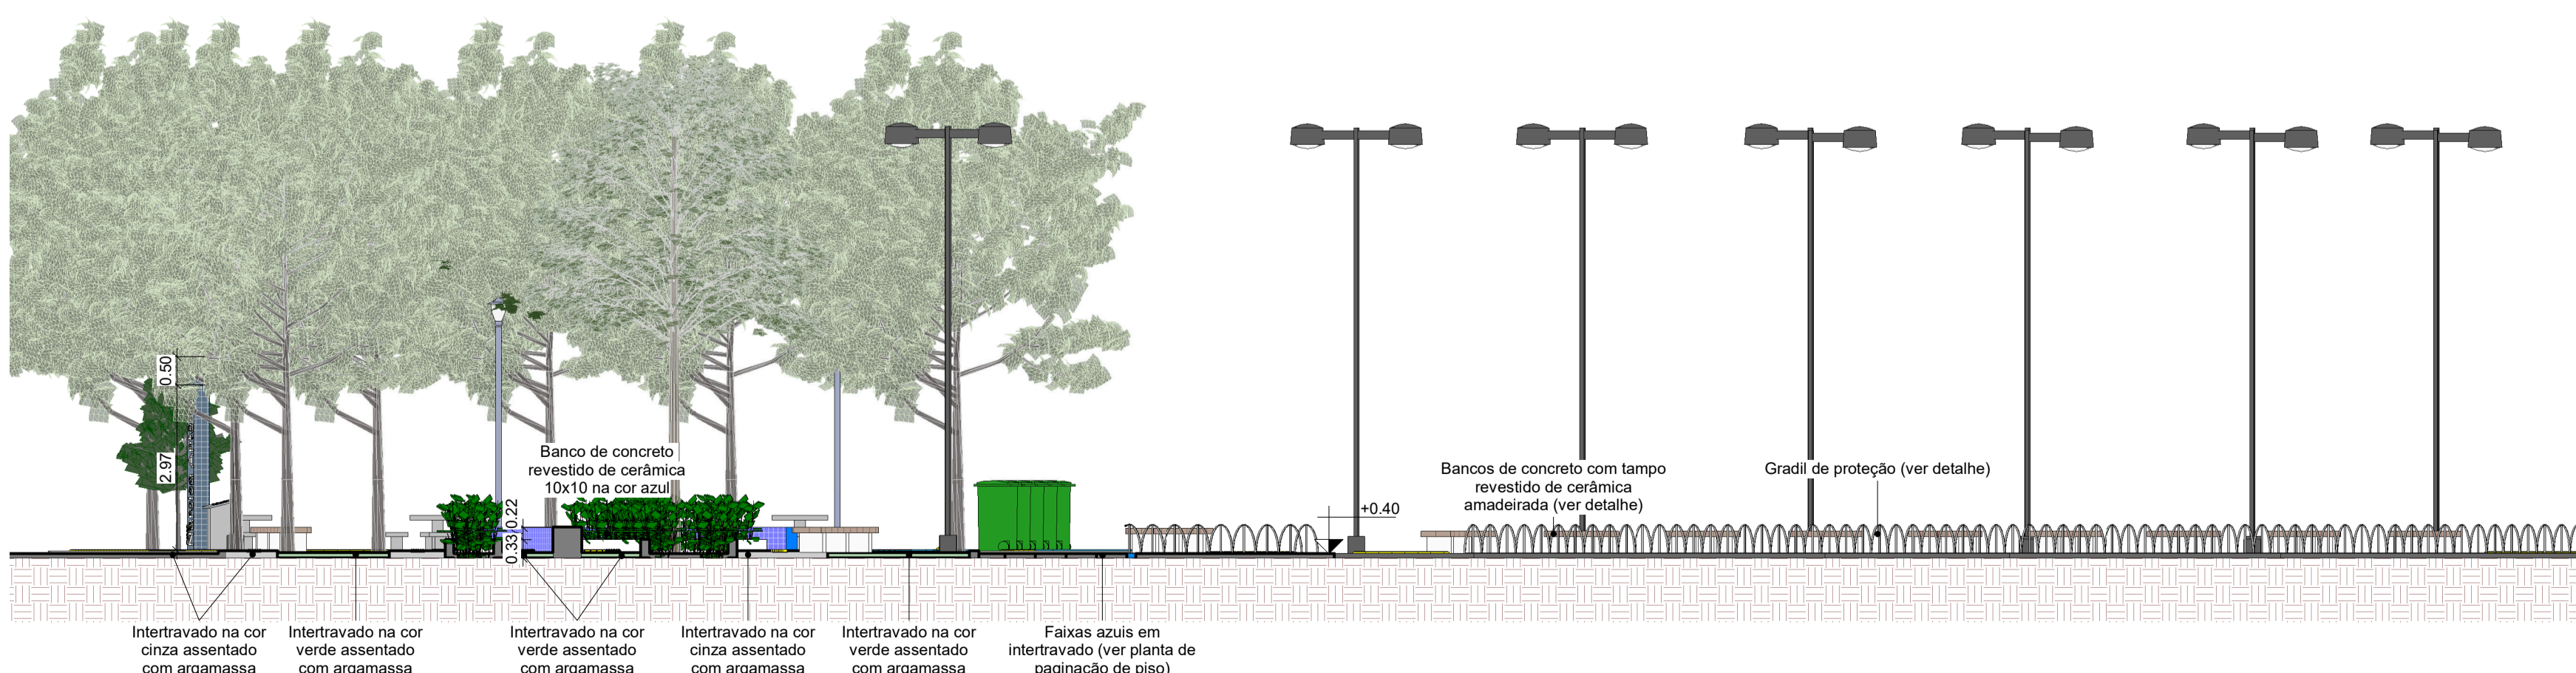 0.50
2.97
Banco de concreto
revestido de cerâmica
10x10 na cor azul
0.22
0.33
+0.40
Bancos de concreto com tampo
revestido de cerâmica
amadeirada (ver detalhe)
Gradil de proteção (ver detalhe)
Intertravado na cor
cinza assentado
com argamassa
Intertravado na cor
verde assentado
com argamassa
Intertravado na cor
verde assentado
com argamassa
Intertravado na cor
cinza assentado
com argamassa
Intertravado na cor
verde assentado
com argamassa
Faixas azuis em
intertravado (ver planta de
paginação de piso)